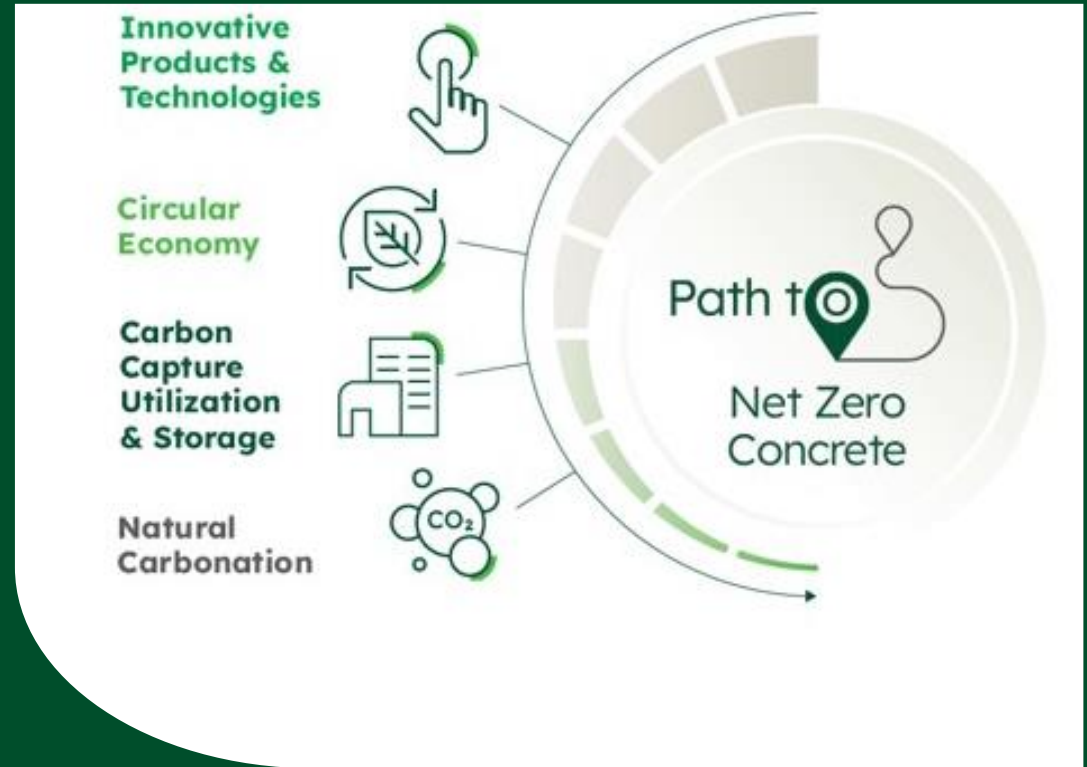 Innovative
Products &
Technologies
Circular
Economy
Carbon
Capture
Utilization
& Storage
Natural
Carbonation
CO₂
Path to
Net Zero
Concrete